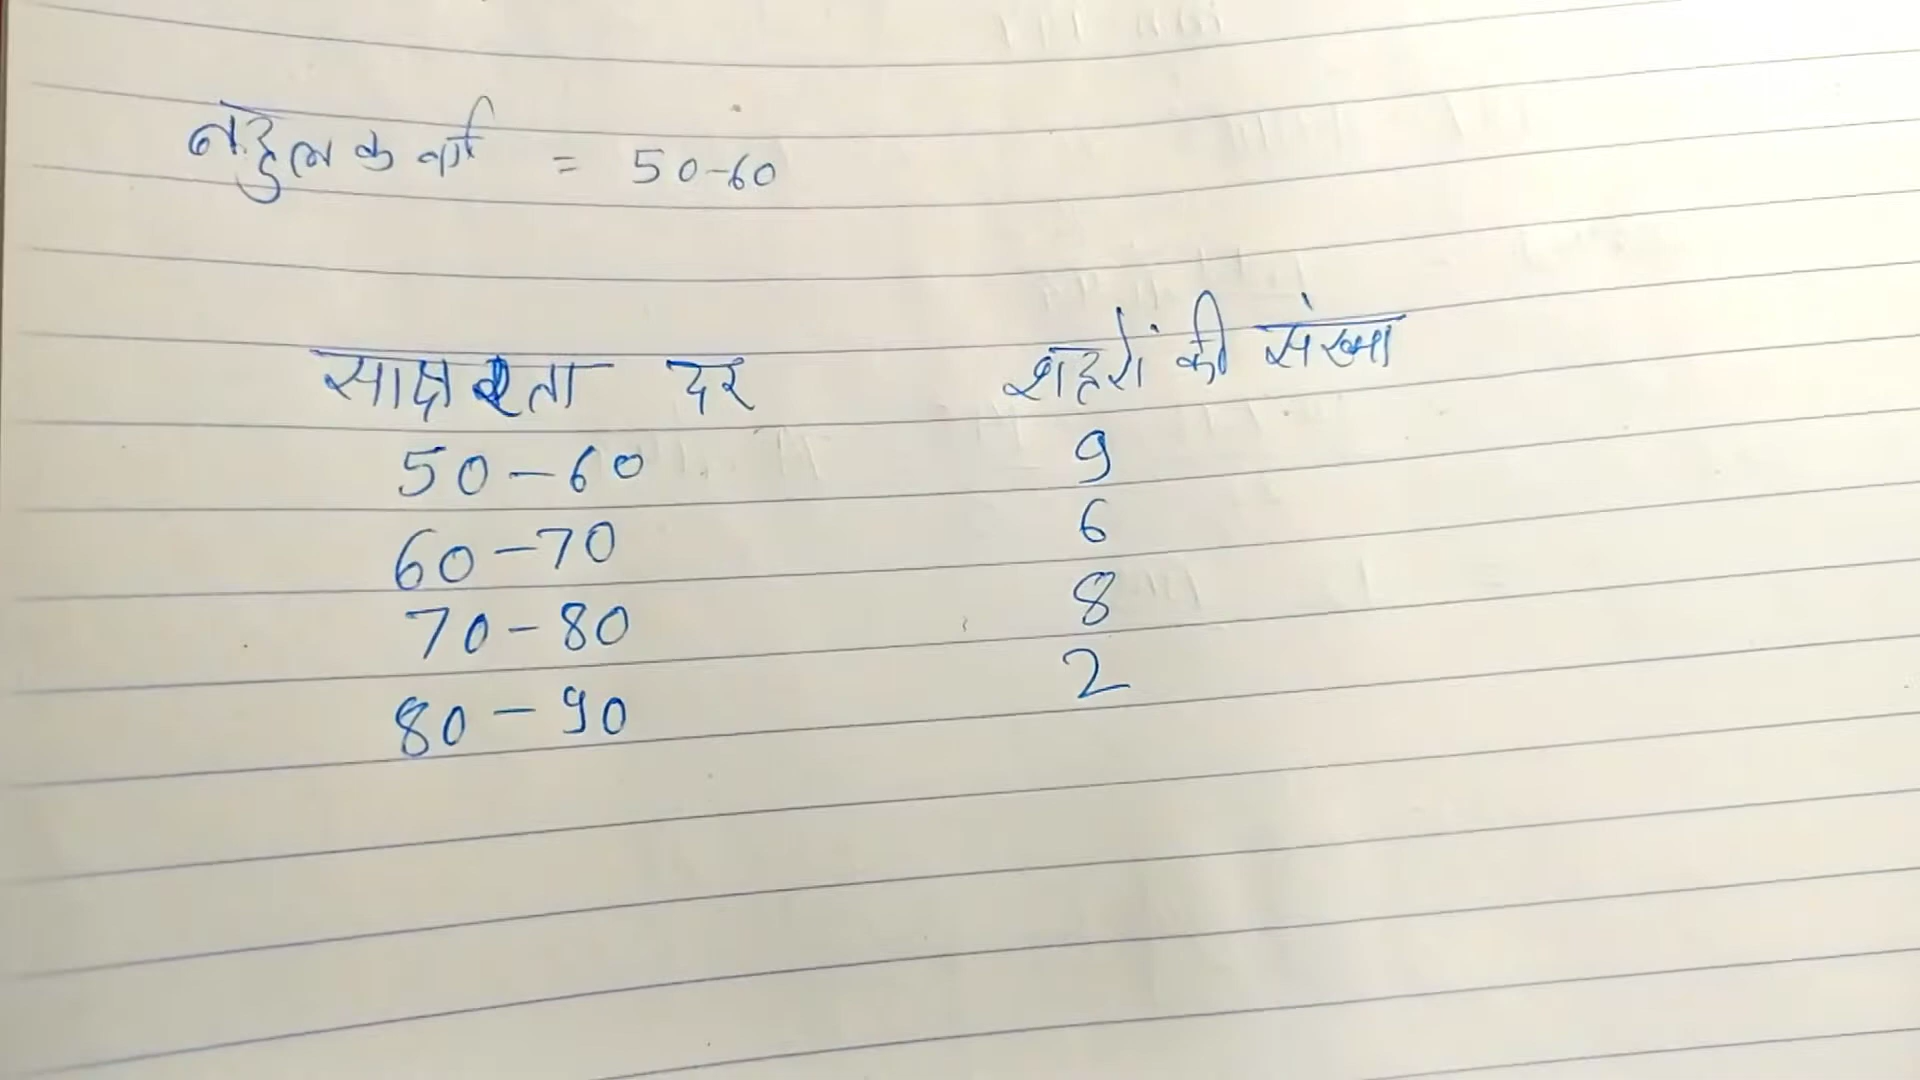 बहुलक वर्ग = 50-60
साक्षरता दर शहरों की संख्या
50-60 9
60-70 6
70-80 8
80-90 2